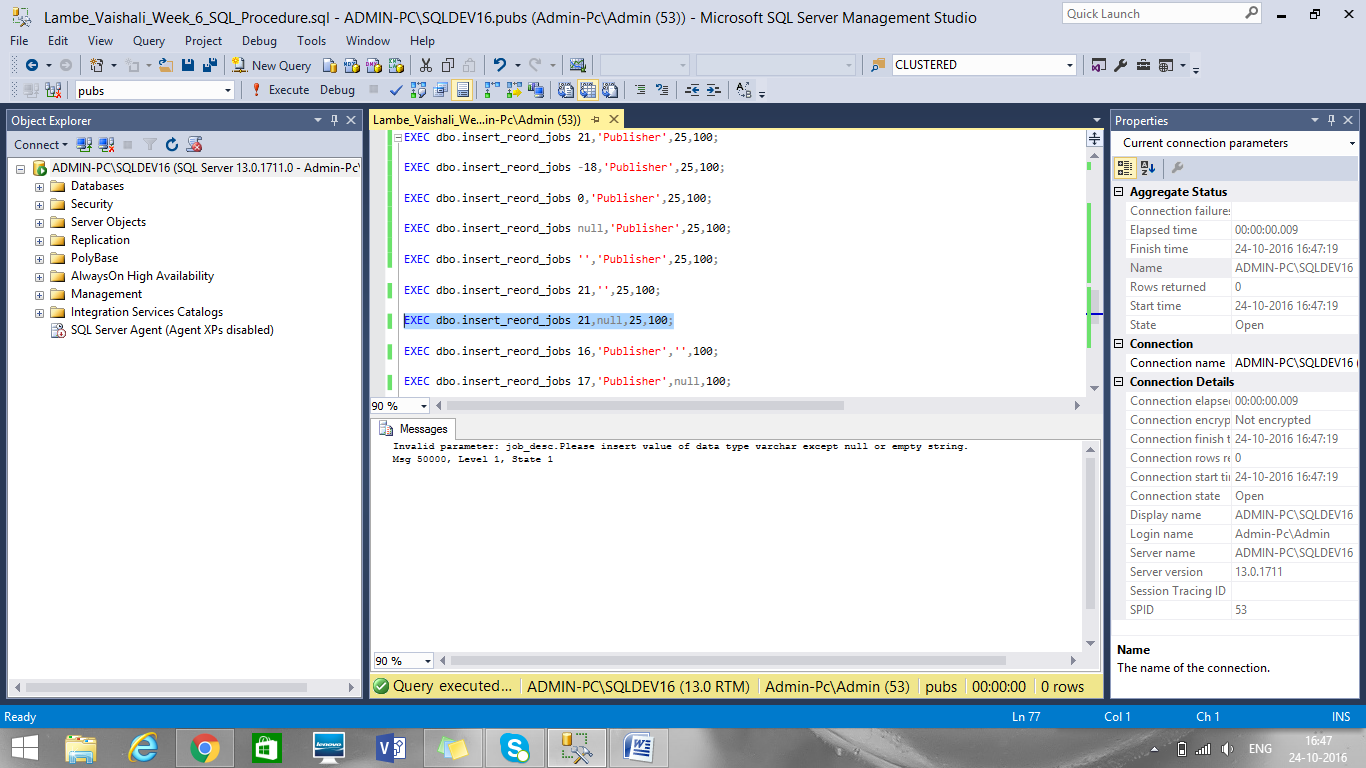 Lambe_Vaishali_Week_6_SQL_Procedure.sql - ADMIN-PC\SQLDEV16.pubs (Admin-Pc\Admin (53)) - Microsoft SQL Server Management Studio
Quick Launch
File Edit View Query Project Debug Tools Window Help
New Query
CLUSTERED
pubs
Execute Debug
Object Explorer
Connect
ADMIN-PC\SQLDEV16 (SQL Server 13.0.1711.0 - Admin-Pc\
Databases
Security
Server Objects
Replication
PolyBase
AlwaysOn High Availability
Management
Integration Services Catalogs
SQL Server Agent (Agent XPs disabled)
Lambe_Vaishali_We...in-Pc\Admin (53))
EXEC dbo.insert_reord_jobs 21,'Publisher',25,100;
EXEC dbo.insert_reord_jobs -18,'Publisher',25,100;
EXEC dbo.insert_reord_jobs 0,'Publisher',25,100;
EXEC dbo.insert_reord_jobs null,'Publisher',25,100;
EXEC dbo.insert_reord_jobs '','Publisher',25,100;
EXEC dbo.insert_reord_jobs 21,'',25,100;
EXEC dbo.insert_reord_jobs 21,null,25,100;
EXEC dbo.insert_reord_jobs 16,'Publisher','',100;
EXEC dbo.insert_reord_jobs 17,'Publisher',null,100;
90 %
Messages
Invalid parameter: job_desc.Please insert value of data type varchar except null or empty string.
Msg 50000, Level 1, State 1
90 %
Query executed... ADMIN-PC\SQLDEV16 (13.0 RTM) Admin-Pc\Admin (53) pubs 00:00:00 0 rows
Properties
Current connection parameters
Aggregate Status
Connection failures
Elapsed time 00:00:00.009
Finish time 24-10-2016 16:47:19
Name ADMIN-PC\SQLDEV16
Rows returned 0
Start time 24-10-2016 16:47:19
State Open
Connection
Connection name ADMIN-PC\SQLDEV16 (
Connection Details
Connection elapse 00:00:00.009
Connection encryp Not encrypted
Connection finish t 24-10-2016 16:47:19
Connection rows re 0
Connection start ti 24-10-2016 16:47:19
Connection state Open
Display name ADMIN-PC\SQLDEV16
Login name Admin-Pc\Admin
Server name ADMIN-PC\SQLDEV16
Server version 13.0.1711
Session Tracing ID
SPID 53
Name
The name of the connection.
Ready Ln 77 Col 1 Ch 1 INS
lenovo
ENG
16:47
24-10-2016